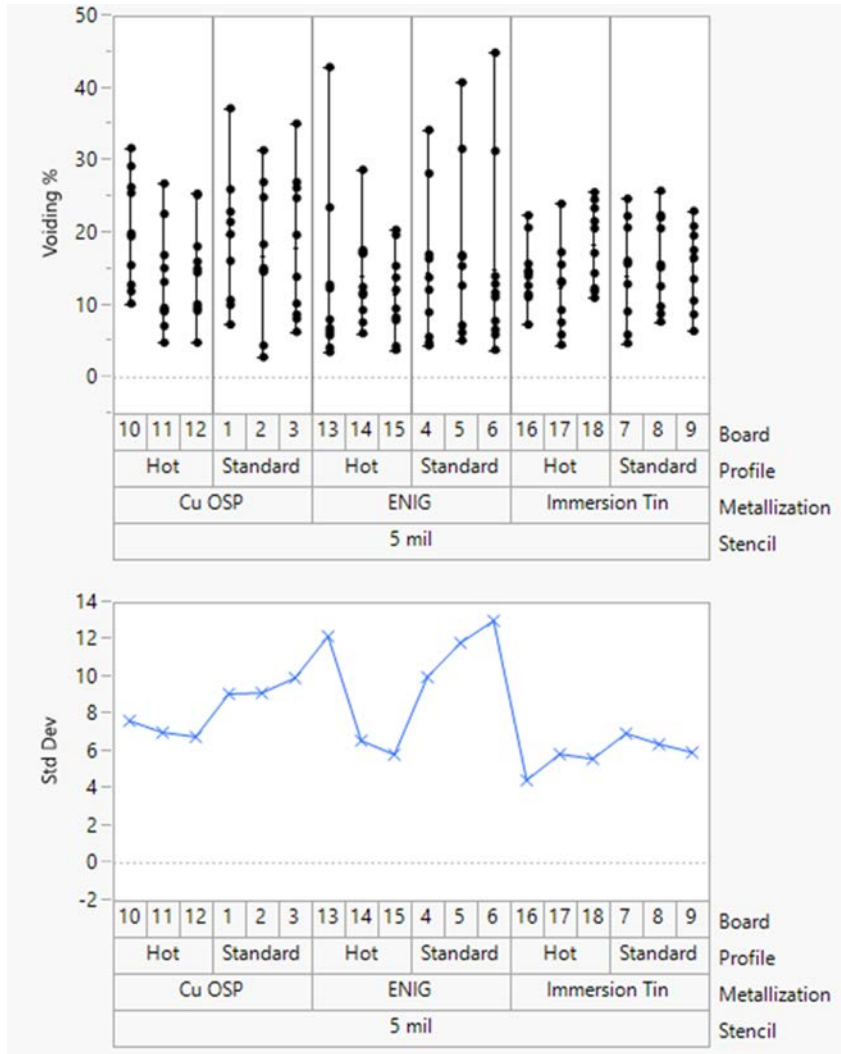 50
40
30
20
10
0
Voiding %
10 11 12 1 2 3 13 14 15 4 5 6 16 17 18 7 8 9 Board
Hot Standard Hot Standard Hot Standard Profile
Cu OSP ENIG Immersion Tin Metallization
5 mil Stencil
14
12
10
8
6
4
2
0
-2
Std Dev
10 11 12 1 2 3 13 14 15 4 5 6 16 17 18 7 8 9 Board
Hot Standard Hot Standard Hot Standard Profile
Cu OSP ENIG Immersion Tin Metallization
5 mil Stencil